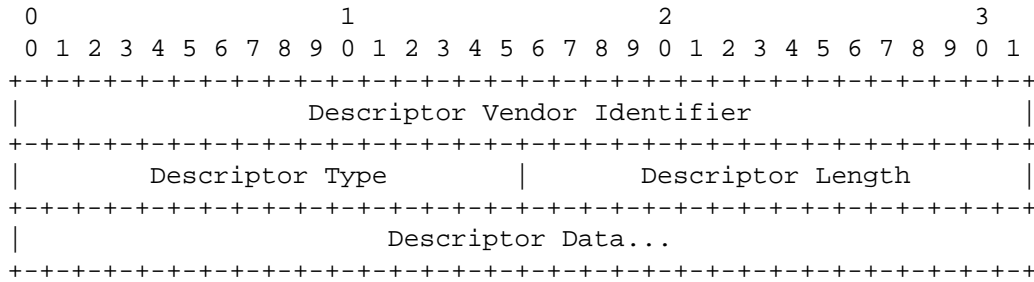 0                   1                   2                   3
 0 1 2 3 4 5 6 7 8 9 0 1 2 3 4 5 6 7 8 9 0 1 2 3 4 5 6 7 8 9 0 1
+-+-+-+-+-+-+-+-+-+-+-+-+-+-+-+-+-+-+-+-+-+-+-+-+-+-+-+-+-+-+-+-+
|                  Descriptor Vendor Identifier                 |
+-+-+-+-+-+-+-+-+-+-+-+-+-+-+-+-+-+-+-+-+-+-+-+-+-+-+-+-+-+-+-+-+
|        Descriptor Type        |       Descriptor Length       |
+-+-+-+-+-+-+-+-+-+-+-+-+-+-+-+-+-+-+-+-+-+-+-+-+-+-+-+-+-+-+-+-+
|                       Descriptor Data...
+-+-+-+-+-+-+-+-+-+-+-+-+-+-+-+-+-+-+-+-+-+-+-+-+-+-+-+-+-+-+-+-+